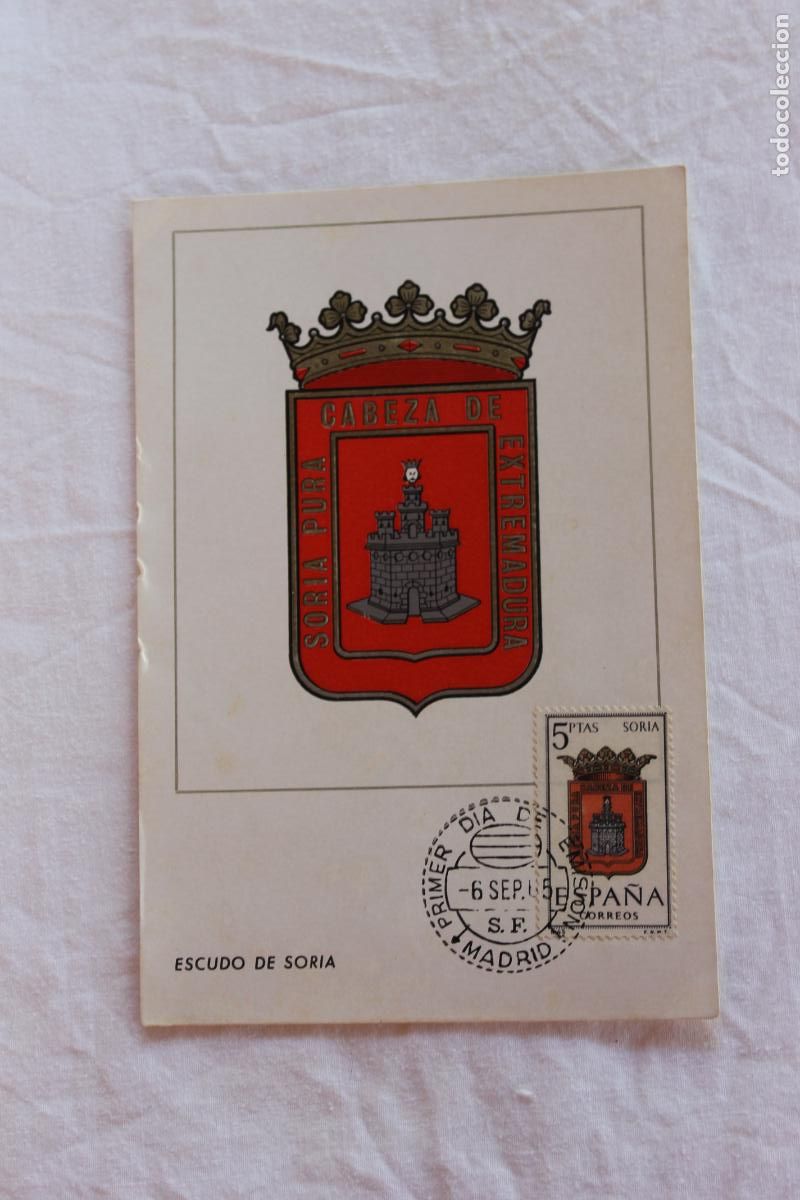 todocoleccion
SORIA PURA CABEZA DE EXTREMADURA
5 PTAS SORIA
ESPAÑA
CORREOS
F.N.M.T.
PRIMER DIA DE EMISION
-6 SEP. 65
S. F.
MADRID
ESCUDO DE SORIA